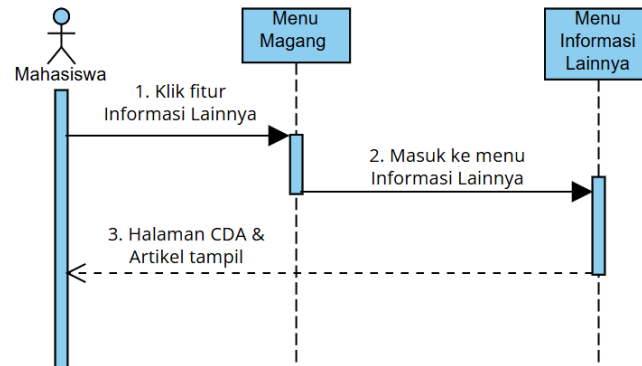 Mahasiswa
Menu
Magang
Menu
Informasi
Lainnya
1. Klik fitur
Informasi Lainnya
2. Masuk ke menu
Informasi Lainnya
3. Halaman CDA &
Artikel tampil